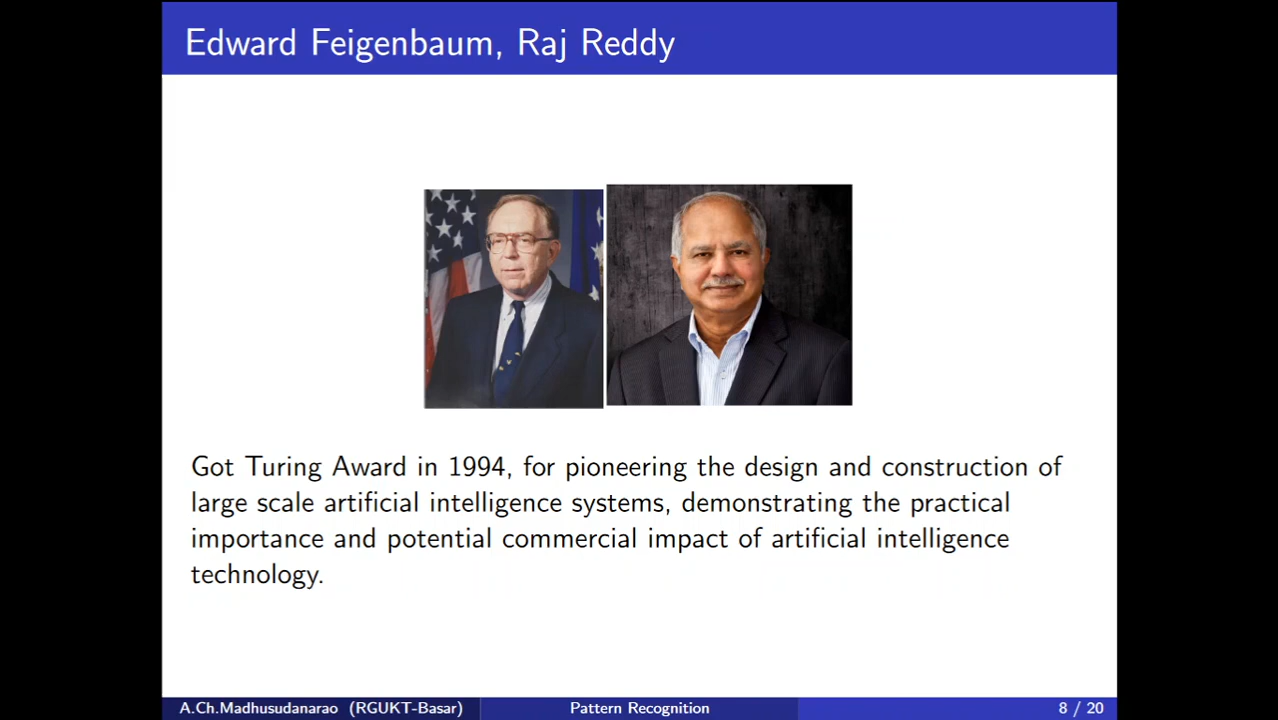 Edward Feigenbaum, Raj Reddy
Got Turing Award in 1994, for pioneering the design and construction of
large scale artificial intelligence systems, demonstrating the practical
importance and potential commercial impact of artificial intelligence
technology.
A.Ch.Madhusudanarao (RGUKT-Basar) Pattern Recognition 8 / 20